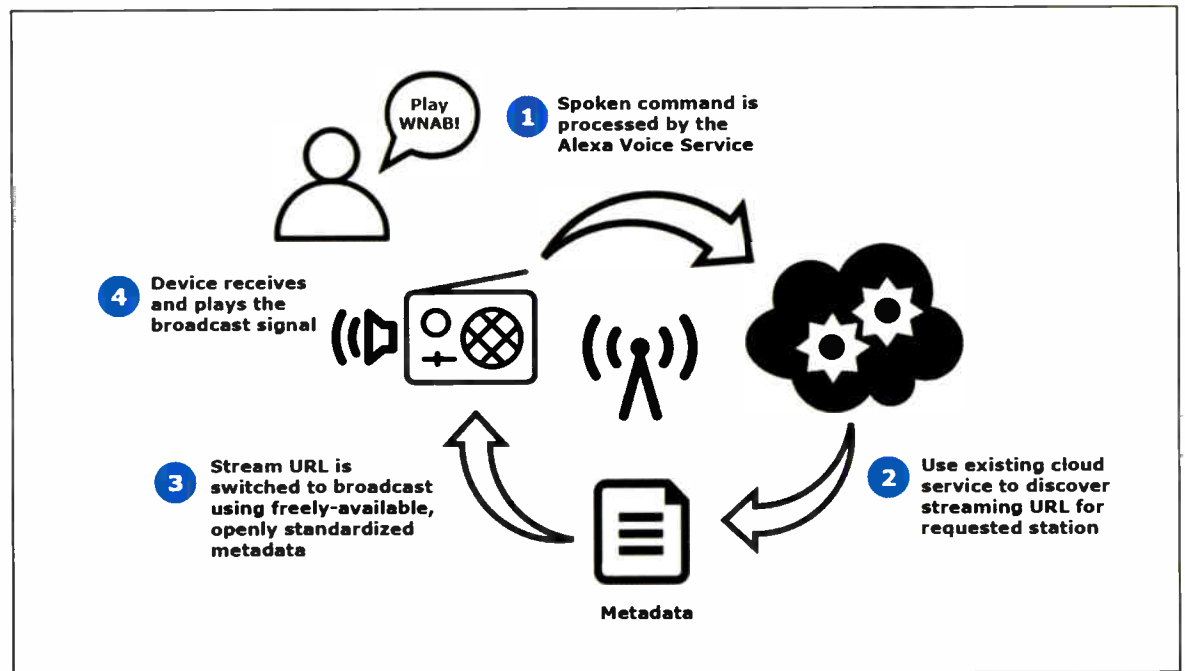 Play
WNAB!
1
Spoken command is
processed by the
Alexa Voice Service
4
Device receives
and plays the
broadcast signal
3
Stream URL is
switched to broadcast
using freely-available,
openly standardized
metadata
2
Use existing cloud
service to discover
streaming URL for
requested station
Metadata